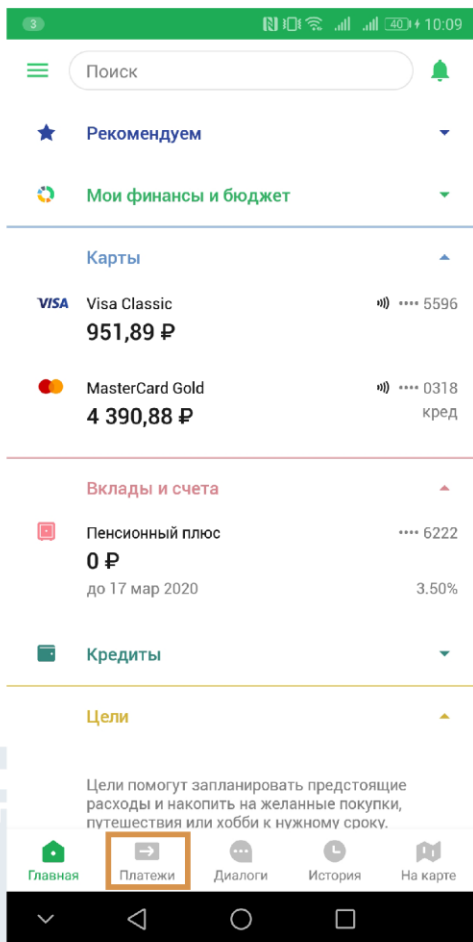 3 40 10:09
Поиск
Рекомендуем
Мои финансы и бюджет
Карты
VISA Visa Classic •••• 5596
951,89 ₽
MasterCard Gold •••• 0318
4 390,88 ₽ кред
Вклады и счета
Пенсионный плюс •••• 6222
0 ₽
до 17 мар 2020 3.50%
Кредиты
Цели
Цели помогут запланировать предстоящие
расходы и накопить на желанные покупки,
путешествия или хобби к нужному сроку.
Главная Платежи Диалоги История На карте